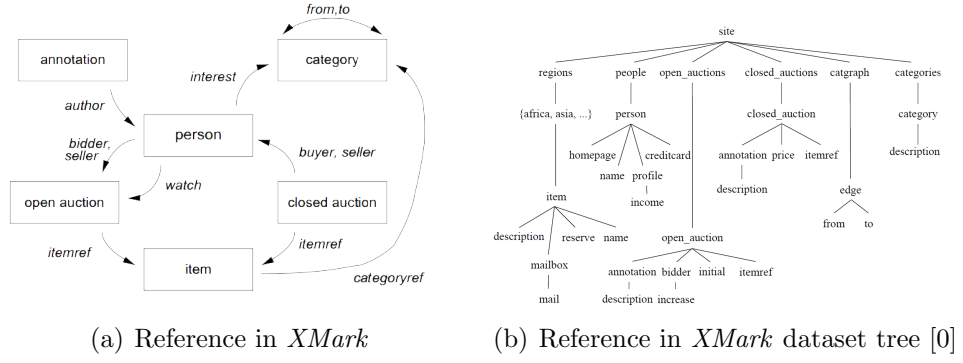 from,to
annotation
category
interest
author
person
bidder,
seller
buyer, seller
watch
open auction
closed auction
itemref
itemref
item
categoryref
(a) Reference in XMark
site
regions people open_auctions closed_auctions catgraph categories
{africa, asia, ...} person closed_auction category
homepage creditcard annotation price itemref description
name profile
description
item income edge
from to
description reserve name open_auction
mailbox annotation bidder initial itemref
mail description increase
(b) Reference in XMark dataset tree [0]